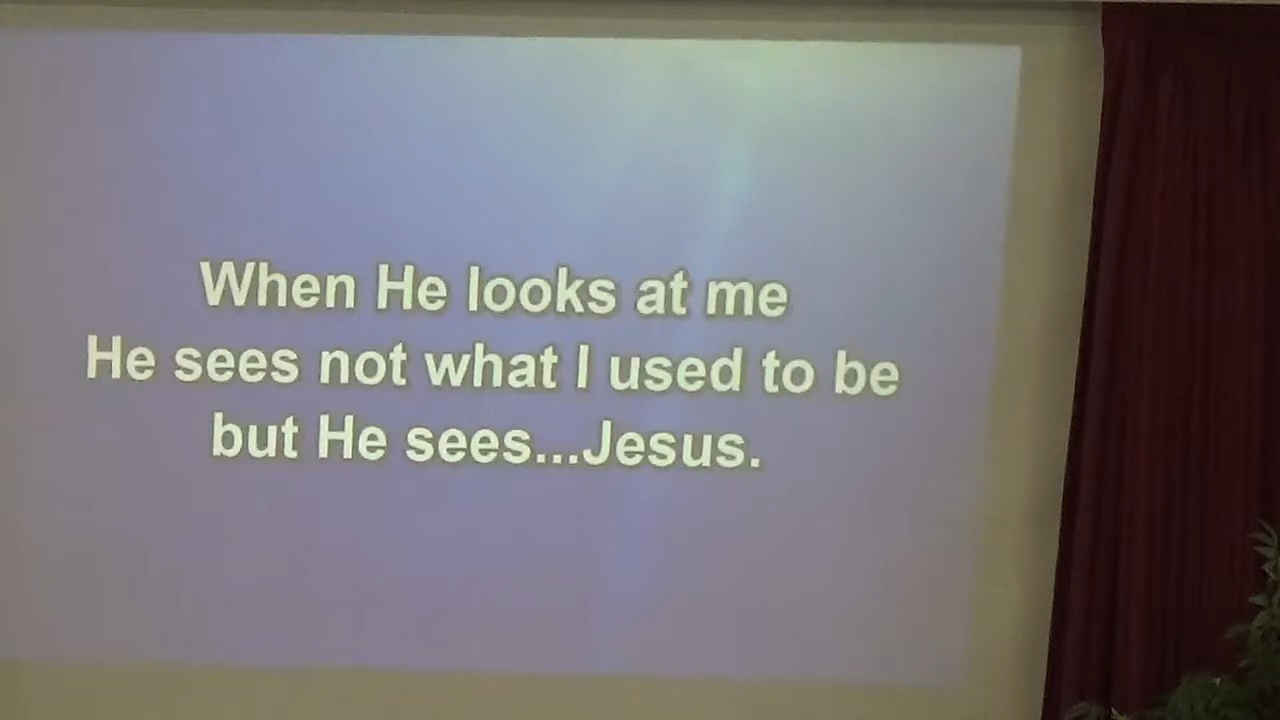 When He looks at me
He sees not what I used to be
but He sees...Jesus.